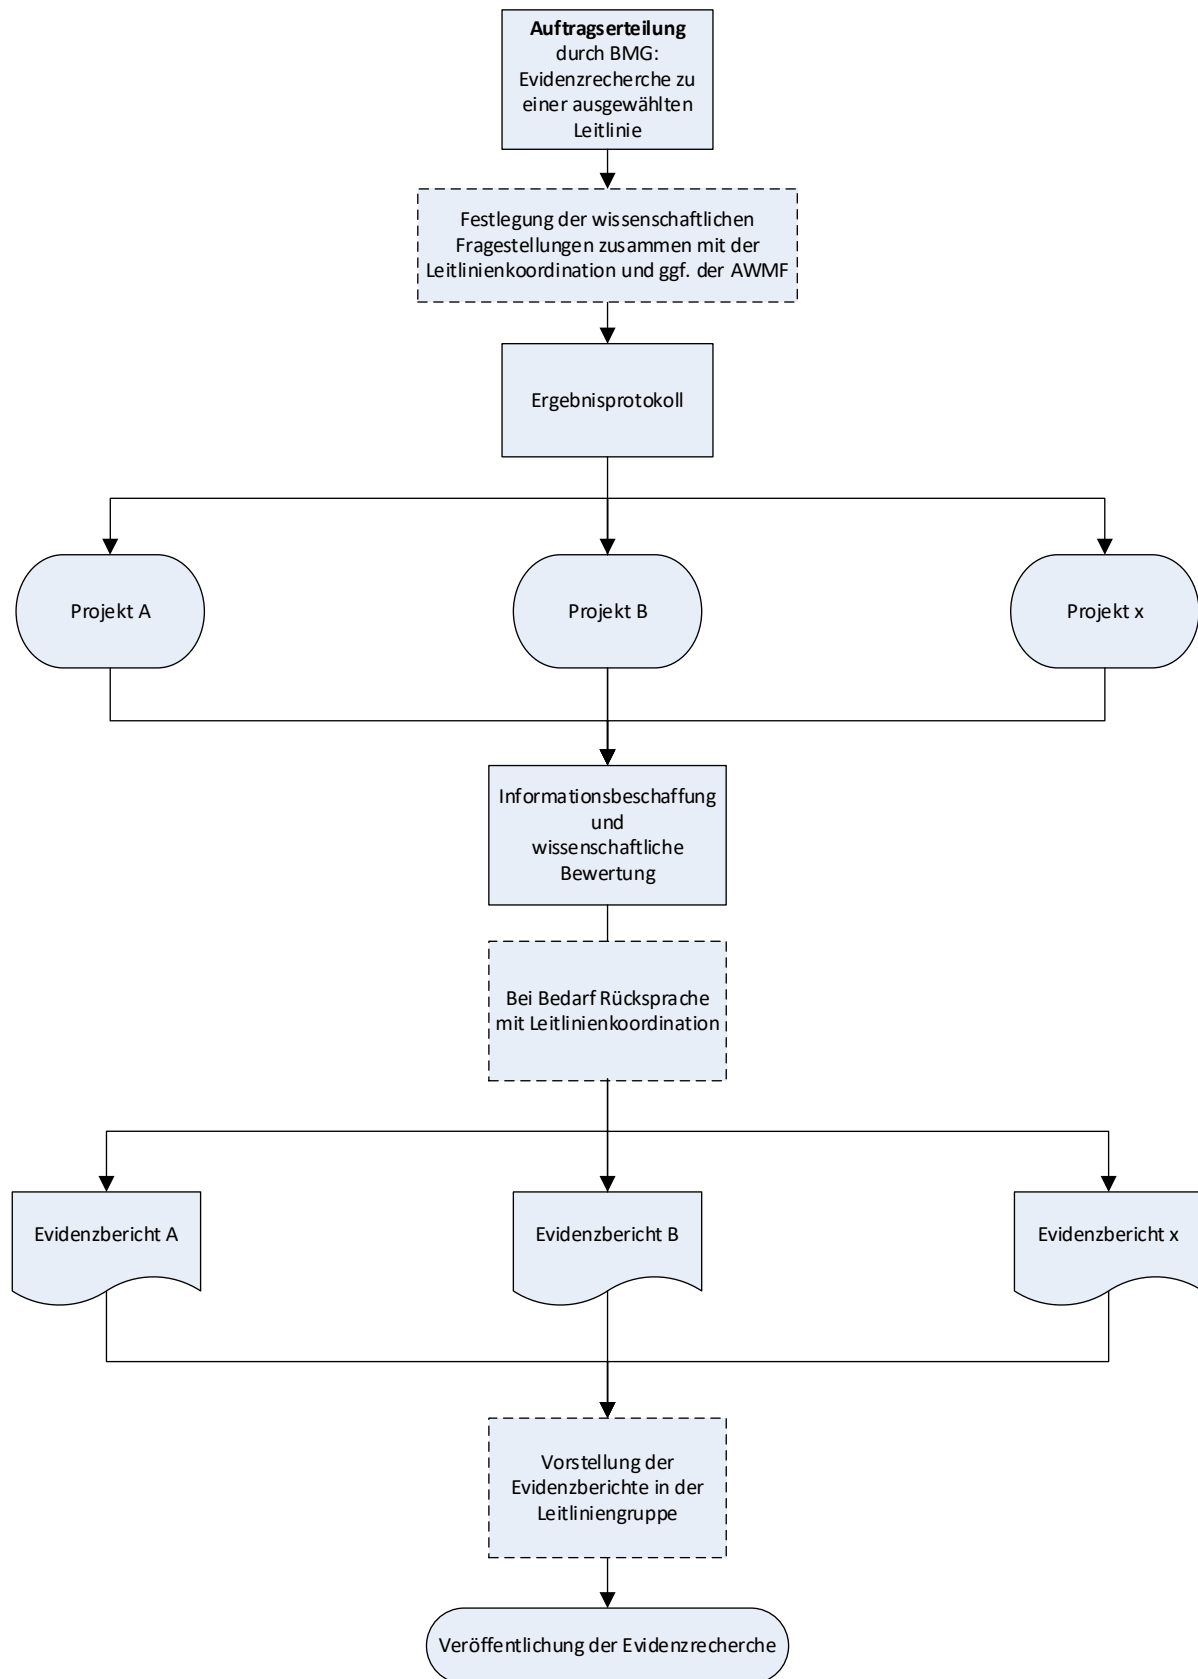 Auftragserteilung
durch BMG:
Evidenzrecherche zu
einer ausgewählten
Leitlinie
Festlegung der wissenschaftlichen
Fragestellungen zusammen mit der
Leitlinienkoordination und ggf. der AWMF
Ergebnisprotokoll
Projekt A
Projekt B
Projekt x
Informationsbeschaffung
und
wissenschaftliche
Bewertung
Bei Bedarf Rücksprache
mit Leitlinienkoordination
Evidenzbericht A
Evidenzbericht B
Evidenzbericht x
Vorstellung der
Evidenzberichte in der
Leitliniengruppe
Veröffentlichung der Evidenzrecherche